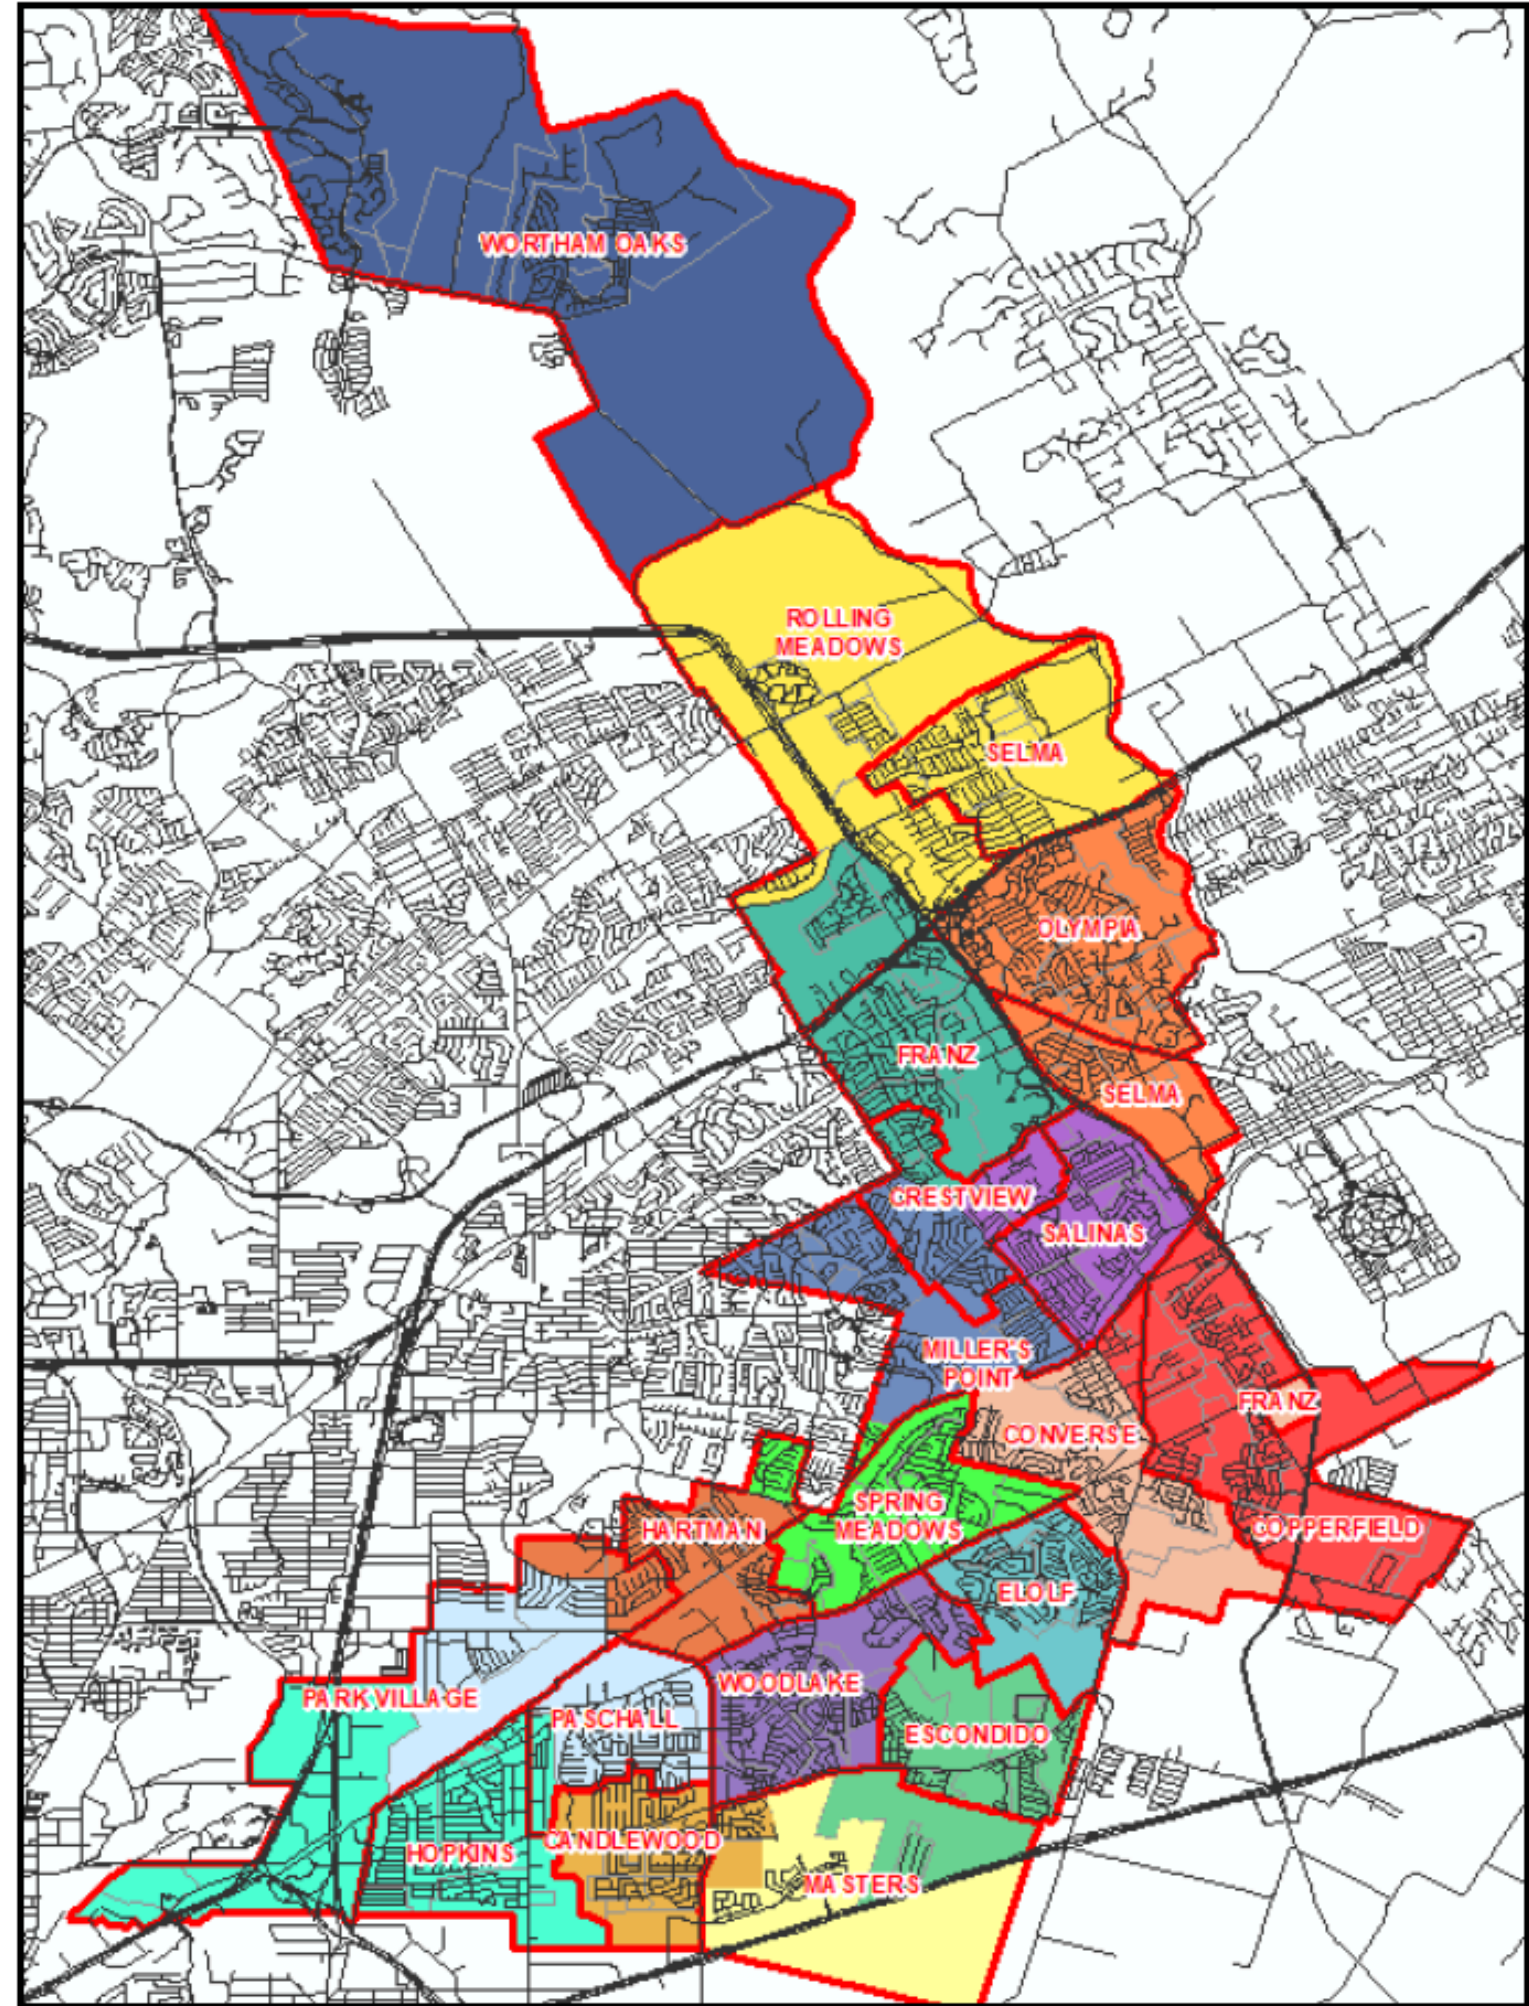 WORTHAM OAKS
ROLLING
MEADOWS
SELMA
OLYMPIA
FRANZ
SELMA
CRESTVIEW
SALINAS
MILLER'S
POINT
FRANZ
CONVERSE
SPRING
MEADOWS
HARTMAN
COPPERFIELD
ELOLF
WOODLAKE
PARK VILLAGE
PASCHALL
ESCONDIDO
CANDLEWOOD
HOPKINS
MASTERS